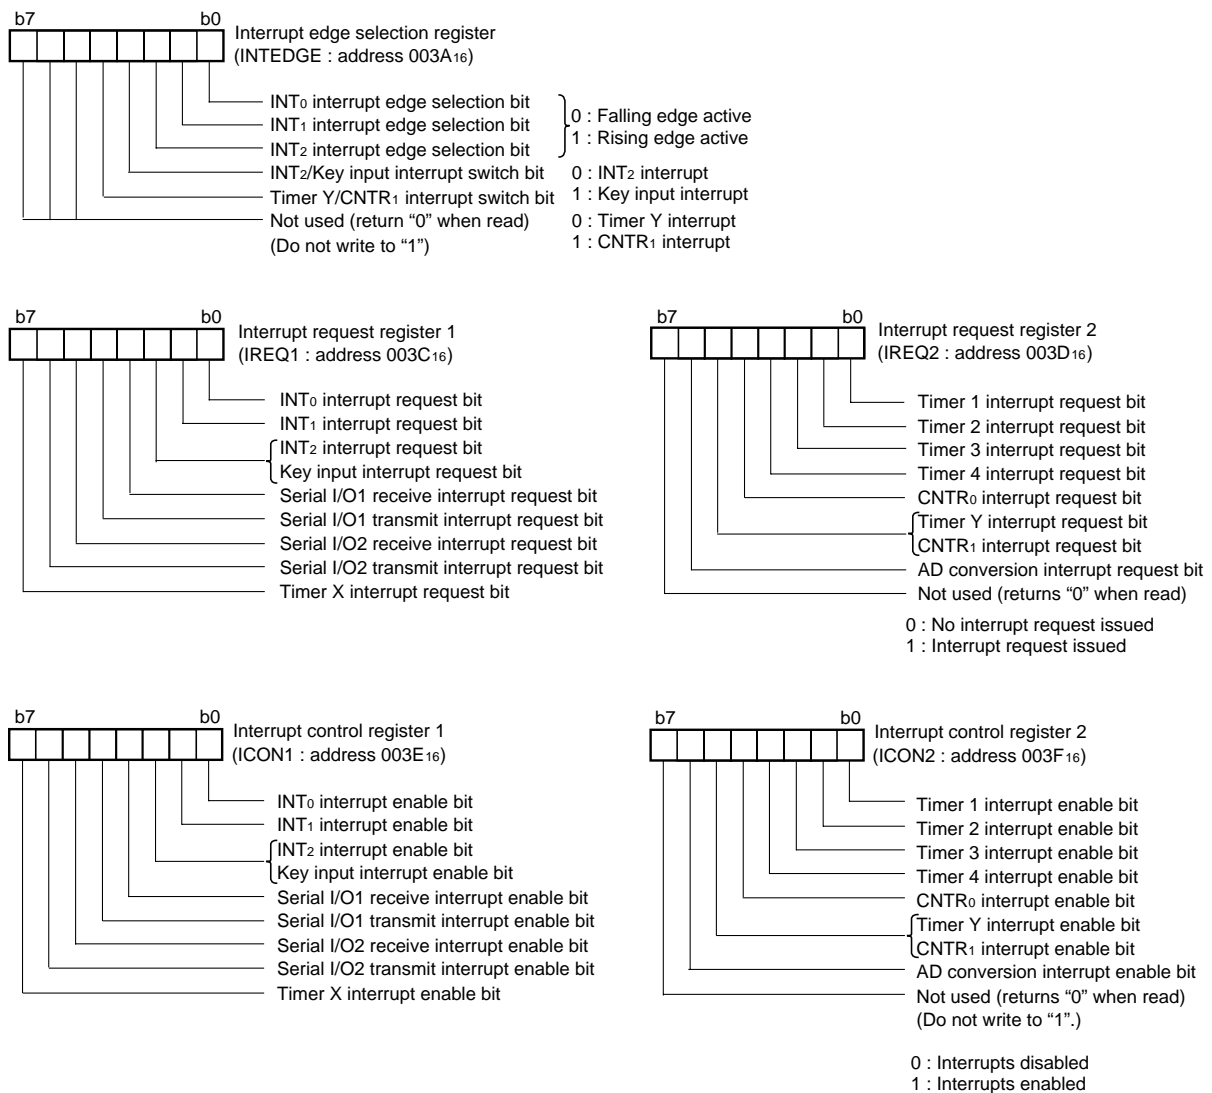 b7 b0
Interrupt edge selection register
(INTEDGE : address 003A16)
INT0 interrupt edge selection bit
INT1 interrupt edge selection bit
INT2 interrupt edge selection bit
0 : Falling edge active
1 : Rising edge active
INT2/Key input interrupt switch bit
0 : INT2 interrupt
1 : Key input interrupt
Timer Y/CNTR1 interrupt switch bit
0 : Timer Y interrupt
1 : CNTR1 interrupt
Not used (return “0” when read)
(Do not write to “1”)
b7 b0
Interrupt request register 1
(IREQ1 : address 003C16)
INT0 interrupt request bit
INT1 interrupt request bit
INT2 interrupt request bit
Key input interrupt request bit
Serial I/O1 receive interrupt request bit
Serial I/O1 transmit interrupt request bit
Serial I/O2 receive interrupt request bit
Serial I/O2 transmit interrupt request bit
Timer X interrupt request bit
b7 b0
Interrupt request register 2
(IREQ2 : address 003D16)
Timer 1 interrupt request bit
Timer 2 interrupt request bit
Timer 3 interrupt request bit
Timer 4 interrupt request bit
CNTR0 interrupt request bit
Timer Y interrupt request bit
CNTR1 interrupt request bit
AD conversion interrupt request bit
Not used (returns “0” when read)
0 : No interrupt request issued
1 : Interrupt request issued
b7 b0
Interrupt control register 1
(ICON1 : address 003E16)
INT0 interrupt enable bit
INT1 interrupt enable bit
INT2 interrupt enable bit
Key input interrupt enable bit
Serial I/O1 receive interrupt enable bit
Serial I/O1 transmit interrupt enable bit
Serial I/O2 receive interrupt enable bit
Serial I/O2 transmit interrupt enable bit
Timer X interrupt enable bit
b7 b0
Interrupt control register 2
(ICON2 : address 003F16)
Timer 1 interrupt enable bit
Timer 2 interrupt enable bit
Timer 3 interrupt enable bit
Timer 4 interrupt enable bit
CNTR0 interrupt enable bit
Timer Y interrupt enable bit
CNTR1 interrupt enable bit
AD conversion interrupt enable bit
Not used (returns “0” when read)
(Do not write to “1”.)
0 : Interrupts disabled
1 : Interrupts enabled